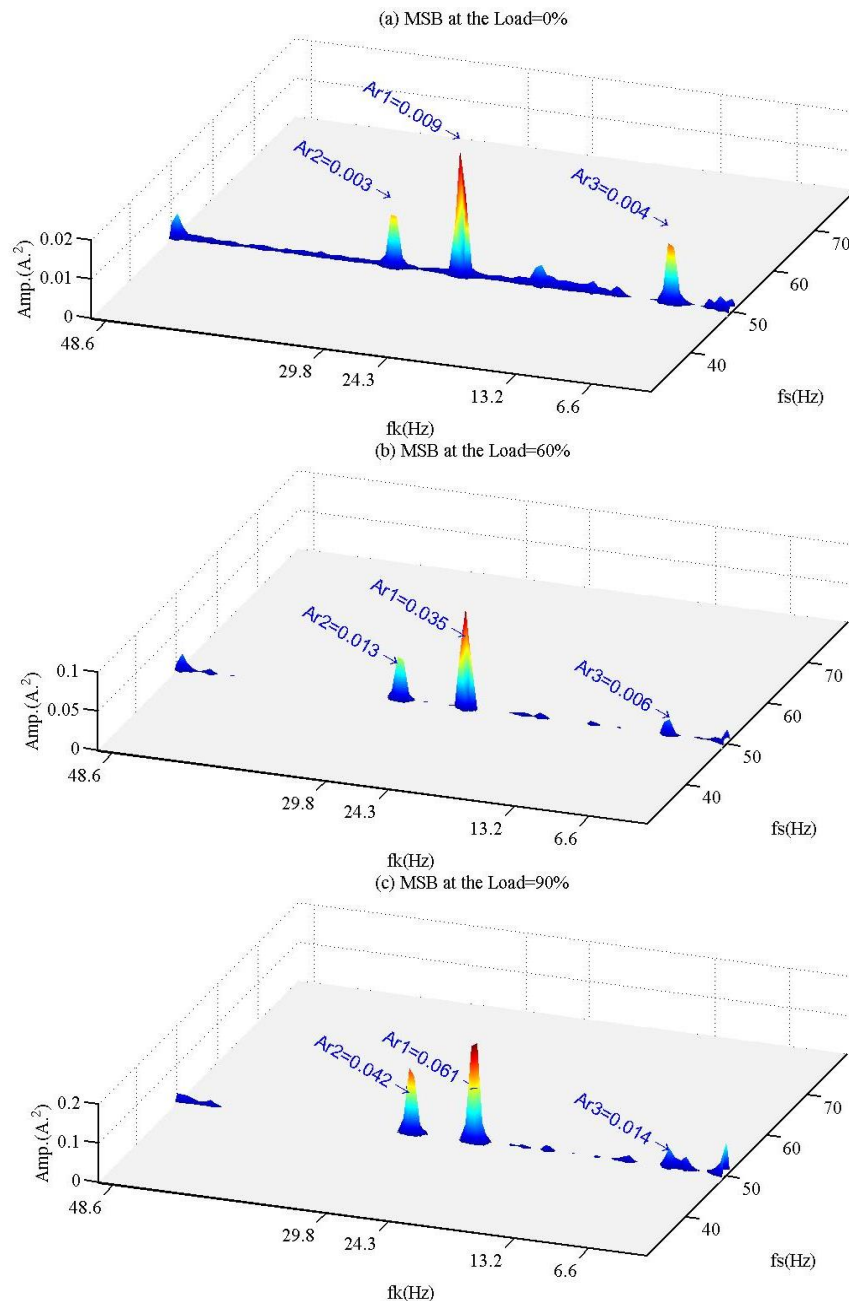 (a) MSB at the Load=0%
Ar1=0.009 →
Ar2=0.003 →
Ar3=0.004 →
0.02
0.01
0
Amp.(A.²)
48.6
29.8
24.3
13.2
6.6
fk(Hz)
40
50
60
70
fs(Hz)
(b) MSB at the Load=60%
Ar1=0.035 →
Ar2=0.013 →
Ar3=0.006 →
0.1
0.05
0
Amp.(A.²)
48.6
29.8
24.3
13.2
6.6
fk(Hz)
40
50
60
70
fs(Hz)
(c) MSB at the Load=90%
Ar1=0.061 →
Ar2=0.042 →
Ar3=0.014 →
0.2
0.1
0
Amp.(A.²)
48.6
29.8
24.3
13.2
6.6
fk(Hz)
40
50
60
70
fs(Hz)